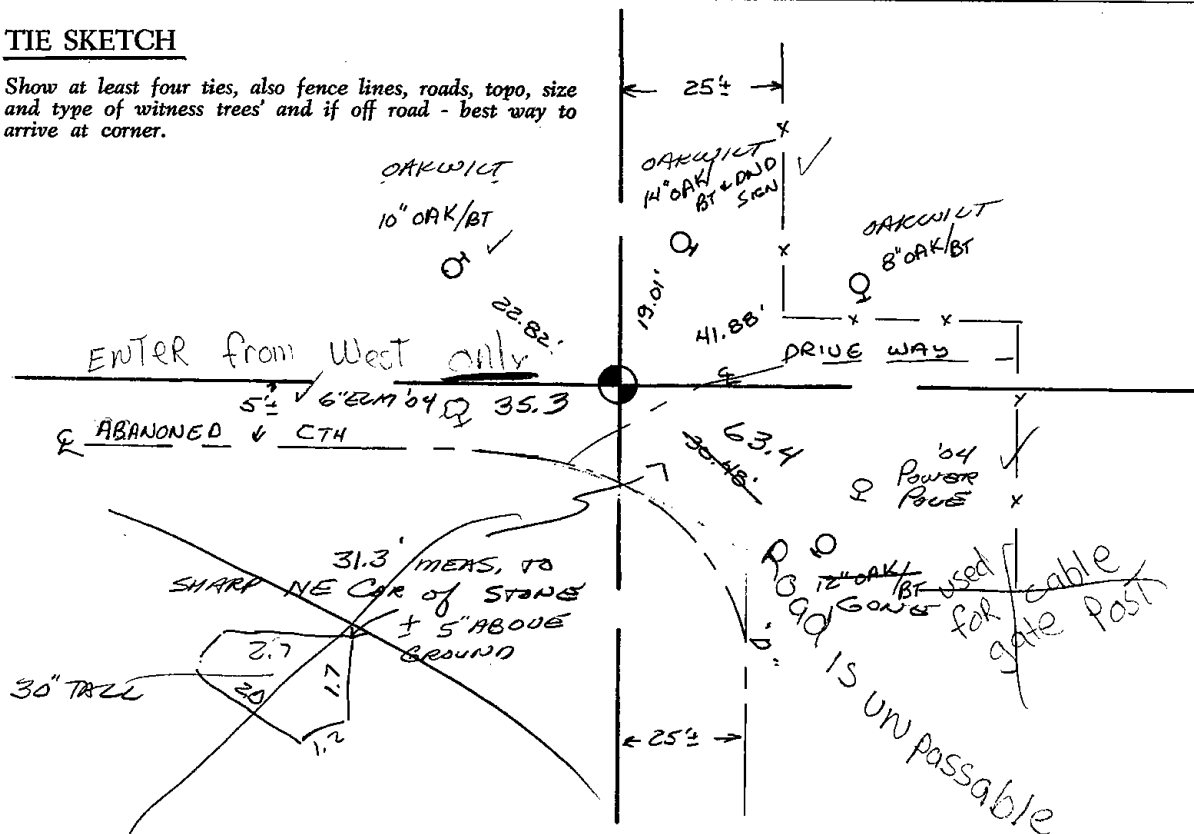 TIE SKETCH
Show at least four ties, also fence lines, roads, topo, size
and type of witness trees' and if off road - best way to
arrive at corner.
25'±
OAKWILT
10" OAK/BT
OAKWILT
14" OAK/
BT & DND
SIGN
OAKWILT
8" OAK/BT
22.82'
19.01'
41.88'
ENTER from West only
DRIVE WAY
5'±
6" ELM '04
35.3
℄
℄ ABANONED CTH
63.4
30.48'
'04
POWER
POLE
12" OAK/
BT
GONE
used
for cable
gate Post
Road is unpassable
31.3' MEAS. TO
SHARP NE COR of STONE
± 5" ABOVE
GROUND
2.7
1.7
2.0
1.2
30" TALL
25'±